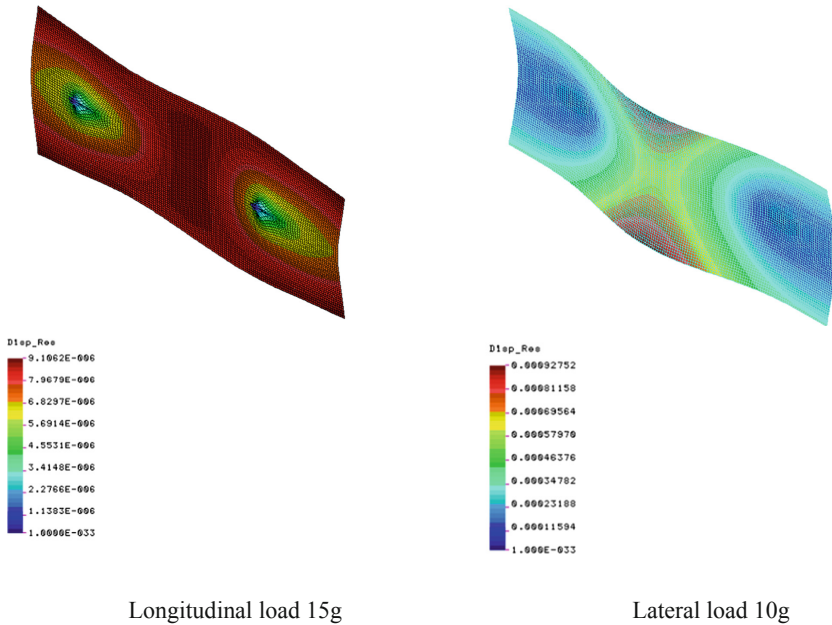 Disp_Res
9.1062E-006
7.9679E-006
6.8297E-006
5.6914E-006
4.5531E-006
3.4148E-006
2.2766E-006
1.1383E-006
1.0000E-033
Disp_Res
0.00092752
0.00081158
0.00069564
0.00057970
0.00046376
0.00034782
0.00023188
0.00011594
1.000E-033
Longitudinal load 15g
Lateral load 10g